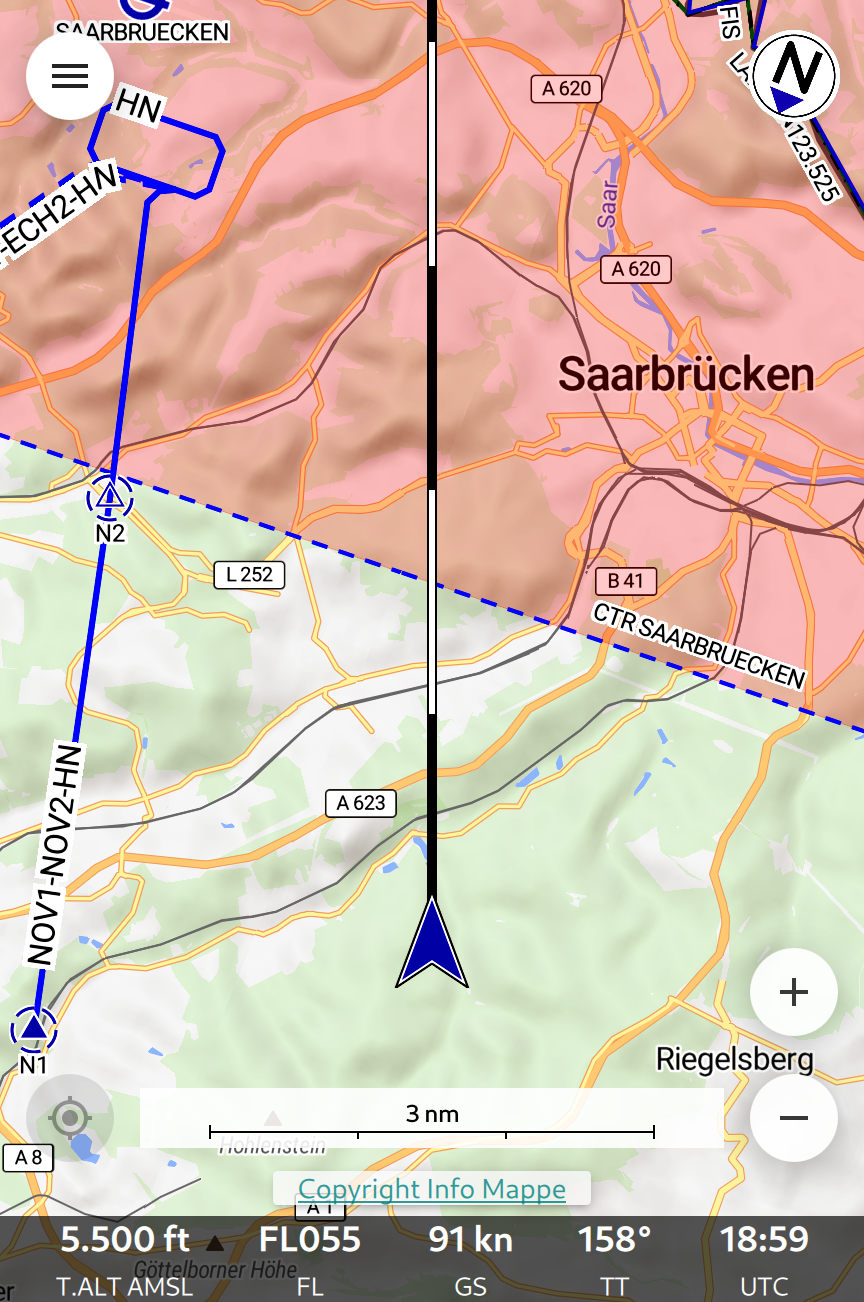 SAARBRUECKEN
FIS
LA
N
123.525
HN
-ECH2-HN
A 620
Saar
A 620
Saarbrücken
N2
L 252
B 41
CTR SAARBRUECKEN
NOV1-NOV2-HN
A 623
N1
Riegelsberg
3 nm
Hohlenstein
A 8
Copyright Info Mappe
A 1
5.500 ft FL055 91 kn 158° 18:59
Göttelborner Höhe
er
T.ALT AMSL FL GS TT UTC